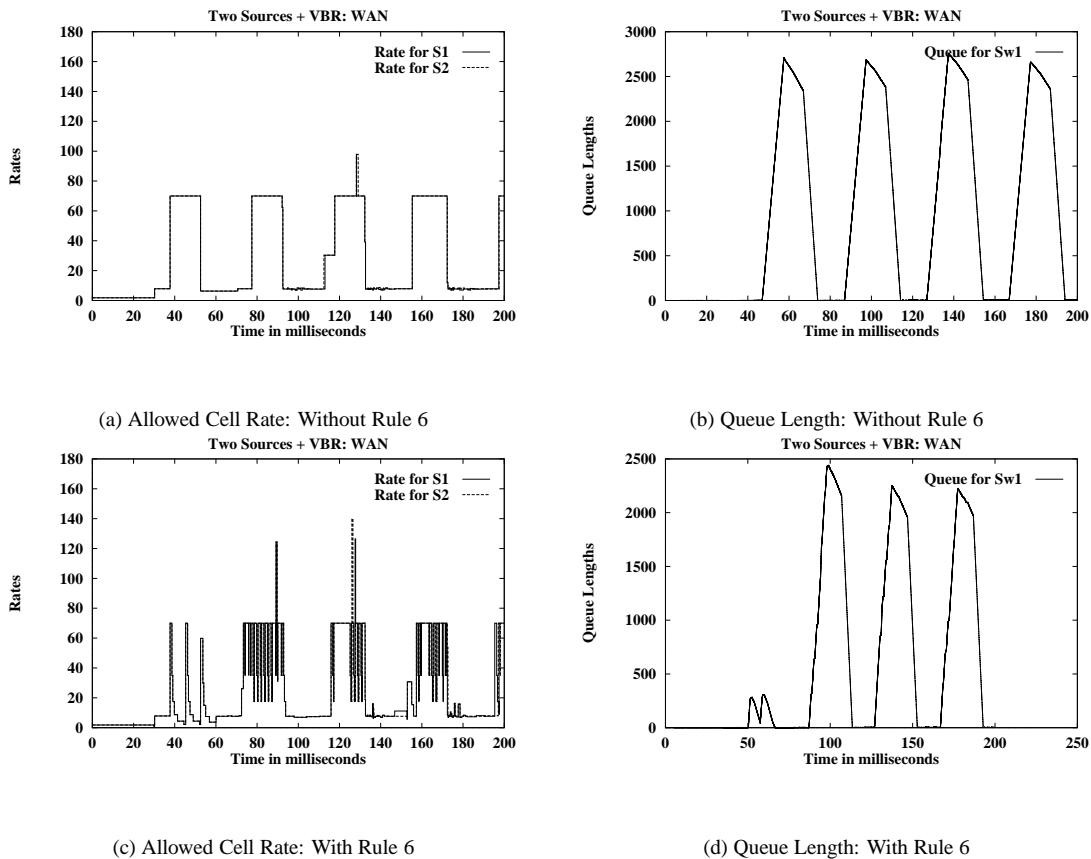 Two Sources + VBR: WAN
Rates
180
160
140
120
100
80
60
40
20
0
Rate for S1
Rate for S2
0 20 40 60 80 100 120 140 160 180 200
Time in milliseconds
(a) Allowed Cell Rate: Without Rule 6
Two Sources + VBR: WAN
Queue Lengths
3000
2500
2000
1500
1000
500
0
Queue for Sw1
0 20 40 60 80 100 120 140 160 180 200
Time in milliseconds
(b) Queue Length: Without Rule 6
Two Sources + VBR: WAN
Rates
180
160
140
120
100
80
60
40
20
0
Rate for S1
Rate for S2
0 20 40 60 80 100 120 140 160 180 200
Time in milliseconds
(c) Allowed Cell Rate: With Rule 6
Two Sources + VBR: WAN
Queue Lengths
2500
2000
1500
1000
500
0
Queue for Sw1
0 50 100 150 200 250
Time in milliseconds
(d) Queue Length: With Rule 6